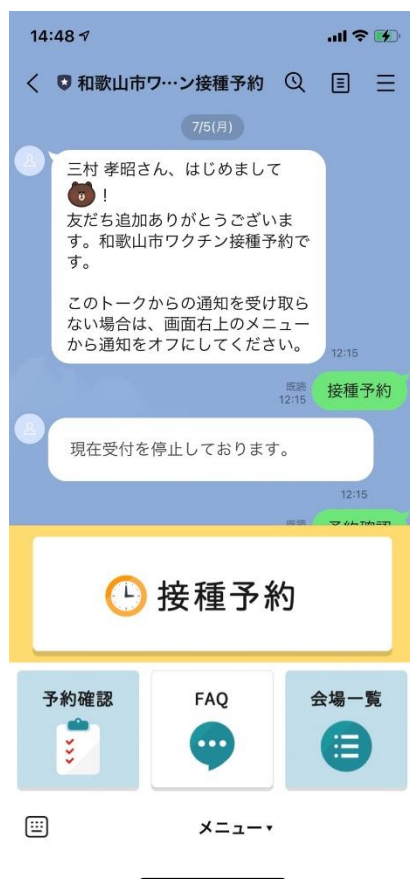 14:48
和歌山市ワ…ン接種予約
7/5(月)
三村 孝昭さん、はじめまして
！
友だち追加ありがとうございま
す。和歌山市ワクチン接種予約で
す。
このトークからの通知を受け取ら
ない場合は、画面右上のメニュー
から通知をオフにしてください。
12:15
既読
12:15
接種予約
現在受付を停止しております。
12:15
既読
予約確認
接種予約
予約確認
FAQ
会場一覧
メニュー▾